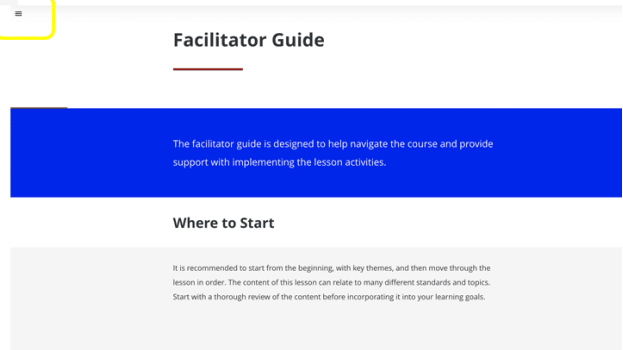 Facilitator Guide
The facilitator guide is designed to help navigate the course and provide
support with implementing the lesson activities.
Where to Start
It is recommended to start from the beginning, with key themes, and then move through the
lesson in order. The content of this lesson can relate to many different standards and topics.
Start with a thorough review of the content before incorporating it into your learning goals.